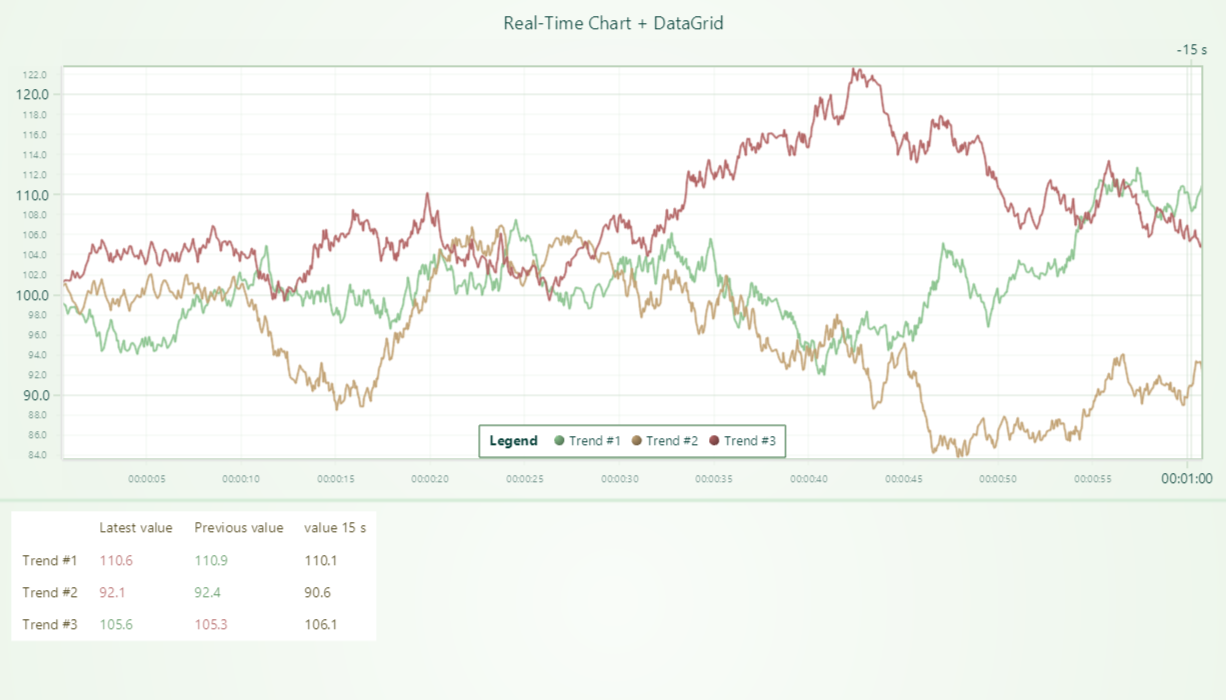 Real-Time Chart + DataGrid
-15 s
122.0
120.0
118.0
116.0
114.0
112.0
110.0
108.0
106.0
104.0
102.0
100.0
98.0
96.0
94.0
92.0
90.0
88.0
86.0
84.0
Legend Trend #1 Trend #2 Trend #3
00:00:05 00:00:10 00:00:15 00:00:20 00:00:25 00:00:30 00:00:35 00:00:40 00:00:45 00:00:50 00:00:55 00:01:00
Latest value Previous value value 15 s
Trend #1 110.6 110.9 110.1
Trend #2 92.1 92.4 90.6
Trend #3 105.6 105.3 106.1